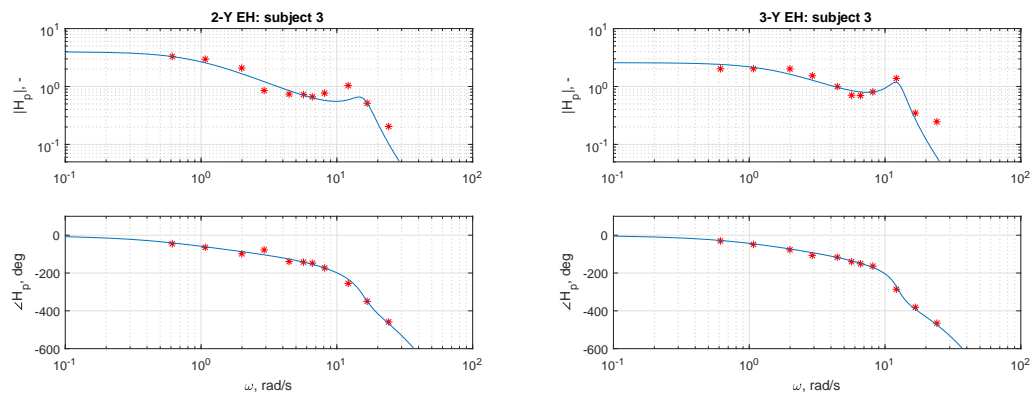 2-Y EH: subject 3
10^1
10^0
10^-1
|H_p|, -
10^-1 10^0 10^1 10^2
0
-200
-400
-600
∠H_p, deg
10^-1 10^0 10^1 10^2
ω, rad/s
3-Y EH: subject 3
10^1
10^0
10^-1
|H_p|, -
10^-1 10^0 10^1 10^2
0
-200
-400
-600
∠H_p, deg
10^-1 10^0 10^1 10^2
ω, rad/s